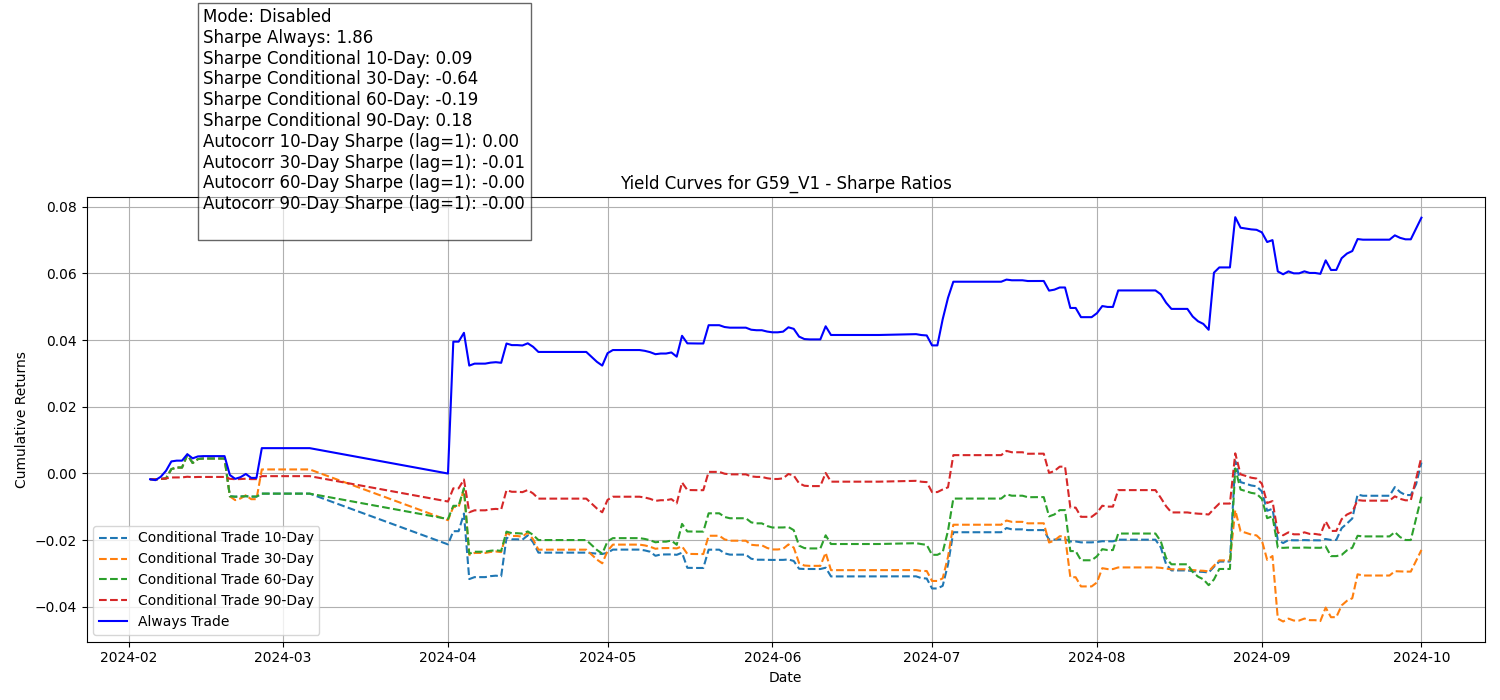 Mode: Disabled
Sharpe Always: 1.86
Sharpe Conditional 10-Day: 0.09
Sharpe Conditional 30-Day: -0.64
Sharpe Conditional 60-Day: -0.19
Sharpe Conditional 90-Day: 0.18
Autocorr 10-Day Sharpe (lag=1): 0.00
Autocorr 30-Day Sharpe (lag=1): -0.01
Autocorr 60-Day Sharpe (lag=1): -0.00
Autocorr 90-Day Sharpe (lag=1): -0.00
Yield Curves for G59_V1 - Sharpe Ratios
Cumulative Returns
0.08
0.06
0.04
0.02
0.00
−0.02
−0.04
Conditional Trade 10-Day
Conditional Trade 30-Day
Conditional Trade 60-Day
Conditional Trade 90-Day
Always Trade
2024-02 2024-03 2024-04 2024-05 2024-06 2024-07 2024-08 2024-09 2024-10
Date